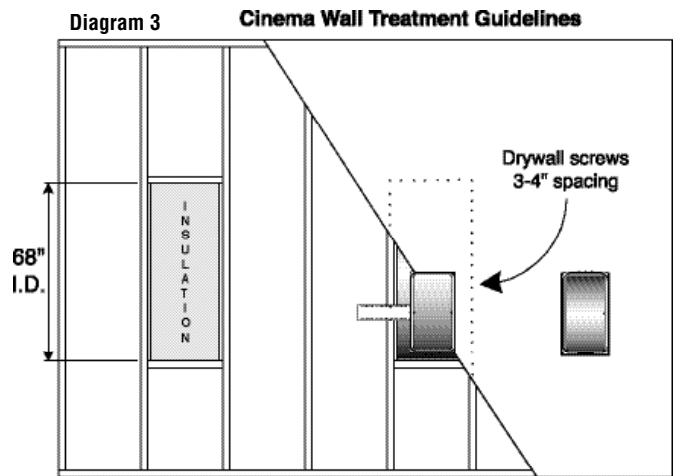 Diagram 3
Cinema Wall Treatment Guidelines
Drywall screws
3-4" spacing
68"
I.D.
INSULATION